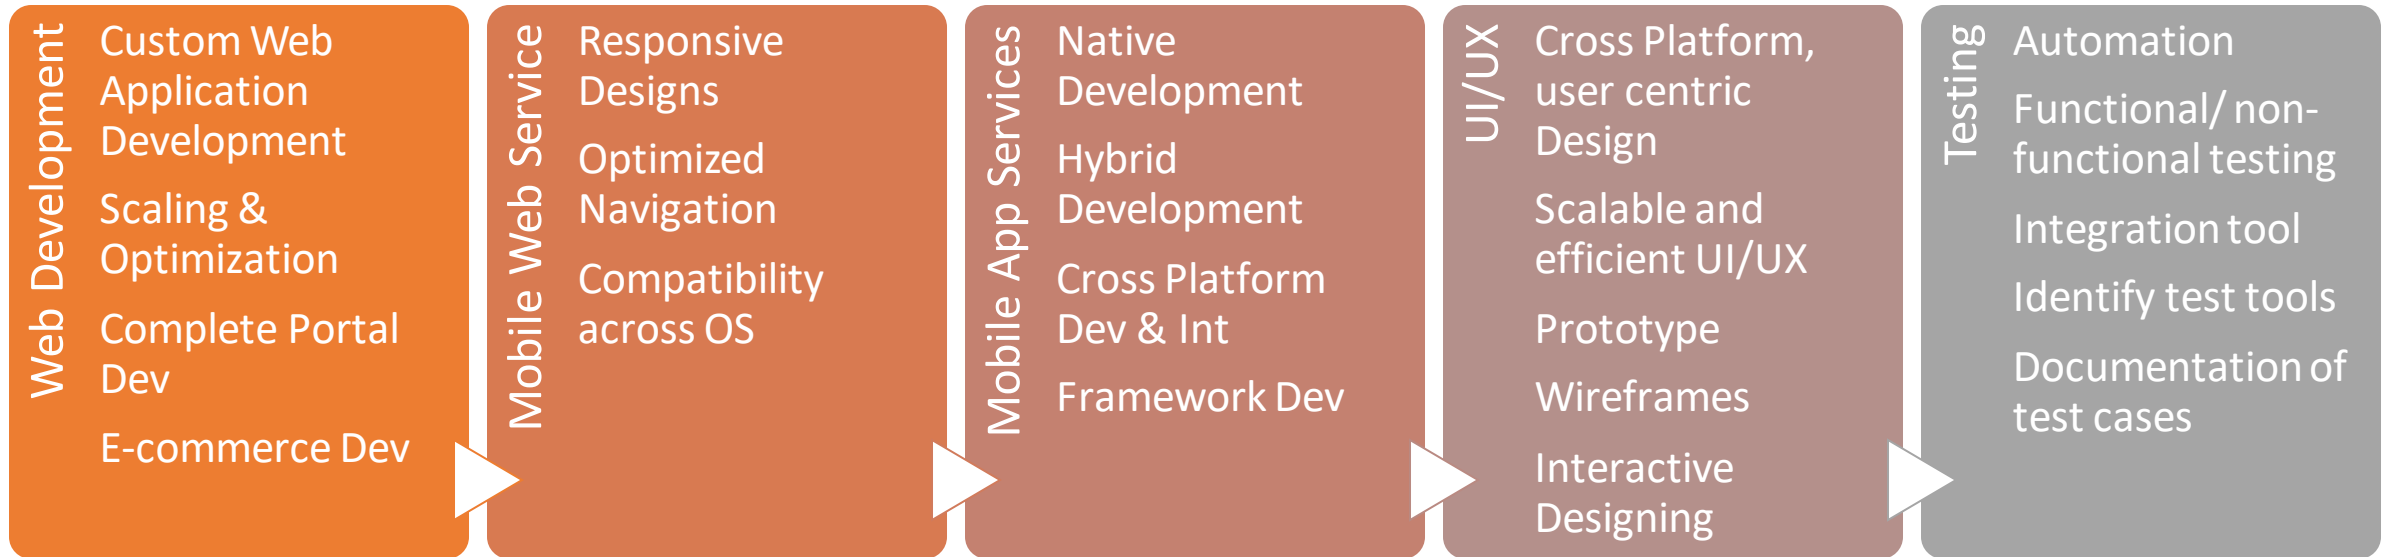 Web Development
Custom Web
Application
Development
Scaling &
Optimization
Complete Portal
Dev
E-commerce Dev
Mobile Web Service
Responsive
Designs
Optimized
Navigation
Compatibility
across OS
Mobile App Services
Native
Development
Hybrid
Development
Cross Platform
Dev & Int
Framework Dev
UI/UX
Cross Platform,
user centric
Design
Scalable and
efficient UI/UX
Prototype
Wireframes
Interactive
Designing
Testing
Automation
Functional/ non-
functional testing
Integration tool
Identify test tools
Documentation of
test cases